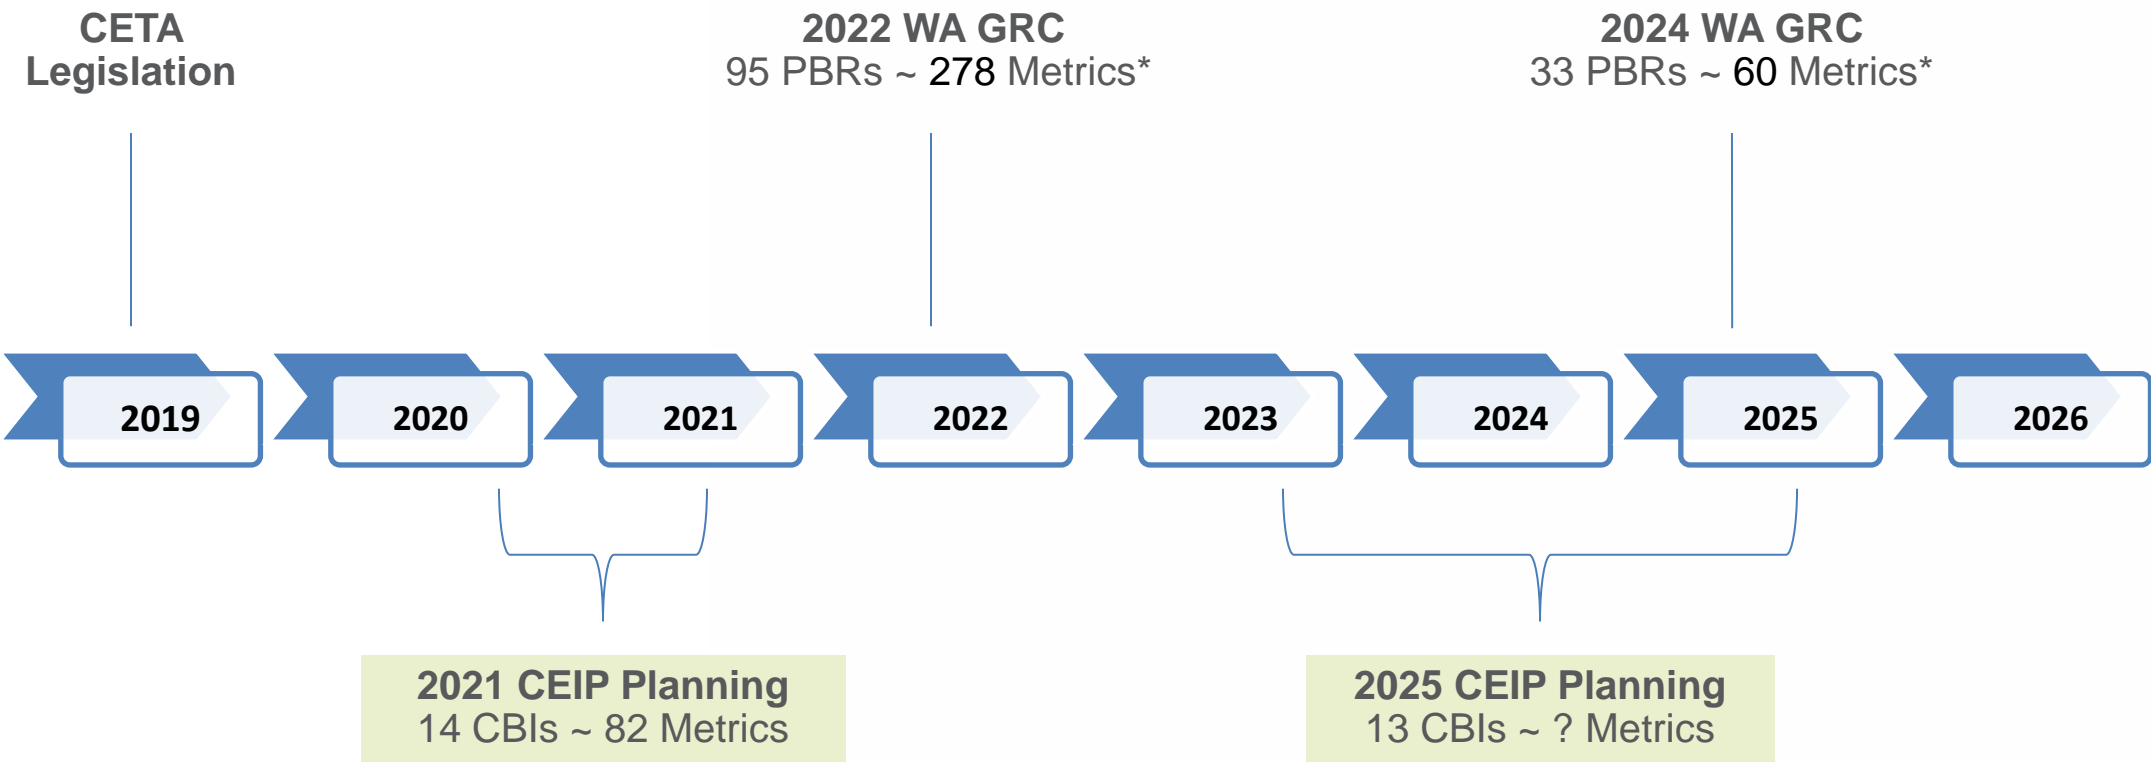 CETA
Legislation
2022 WA GRC
95 PBRs ~ 278 Metrics*
2024 WA GRC
33 PBRs ~ 60 Metrics*
2019
2020
2021
2022
2023
2024
2025
2026
2021 CEIP Planning
14 CBIs ~ 82 Metrics
2025 CEIP Planning
13 CBIs ~ ? Metrics